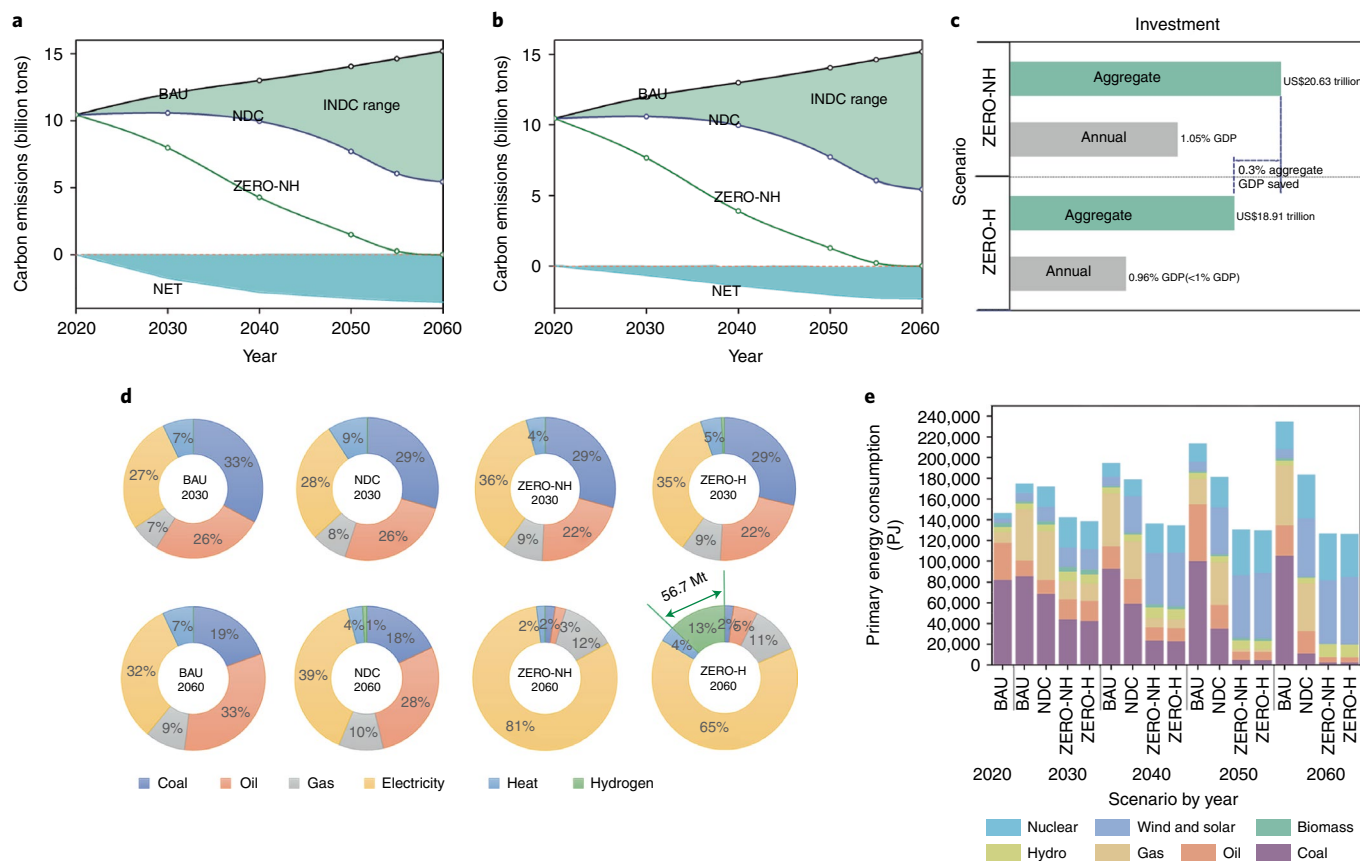 a
Carbon emissions (billion tons)
15
10
5
0
BAU
NDC
INDC range
ZERO-NH
NET
2020
2030
2040
2050
2060
Year
b
Carbon emissions (billion tons)
15
10
5
0
BAU
NDC
INDC range
ZERO-NH
NET
2020
2030
2040
2050
2060
Year
c
Investment
Scenario
ZERO-NH
Aggregate
US$20.63 trillion
Annual
1.05% GDP
0.3% aggregate
GDP saved
ZERO-H
Aggregate
US$18.91 trillion
Annual
0.96% GDP(<1% GDP)
d
7%
33%
27%
BAU
2030
7%
26%
9%
29%
28%
NDC
2030
8%
26%
4%
29%
36%
ZERO-NH
2030
9%
22%
5%
29%
35%
ZERO-H
2030
9%
22%
7%
19%
32%
BAU
2060
9%
33%
4%
1%
18%
39%
NDC
2060
10%
28%
2%
2%
3%
12%
ZERO-NH
2060
81%
56.7 Mt
13%
2%
5%
4%
11%
ZERO-H
2060
65%
Coal
Oil
Gas
Electricity
Heat
Hydrogen
e
Primary energy consumption
(PJ)
240,000
220,000
200,000
180,000
160,000
140,000
120,000
100,000
80,000
60,000
40,000
20,000
0
BAU
BAU
NDC
ZERO-NH
ZERO-H
BAU
NDC
ZERO-NH
ZERO-H
BAU
NDC
ZERO-NH
ZERO-H
BAU
NDC
ZERO-NH
ZERO-H
2020
2030
2040
2050
2060
Scenario by year
Nuclear
Wind and solar
Biomass
Hydro
Gas
Oil
Coal